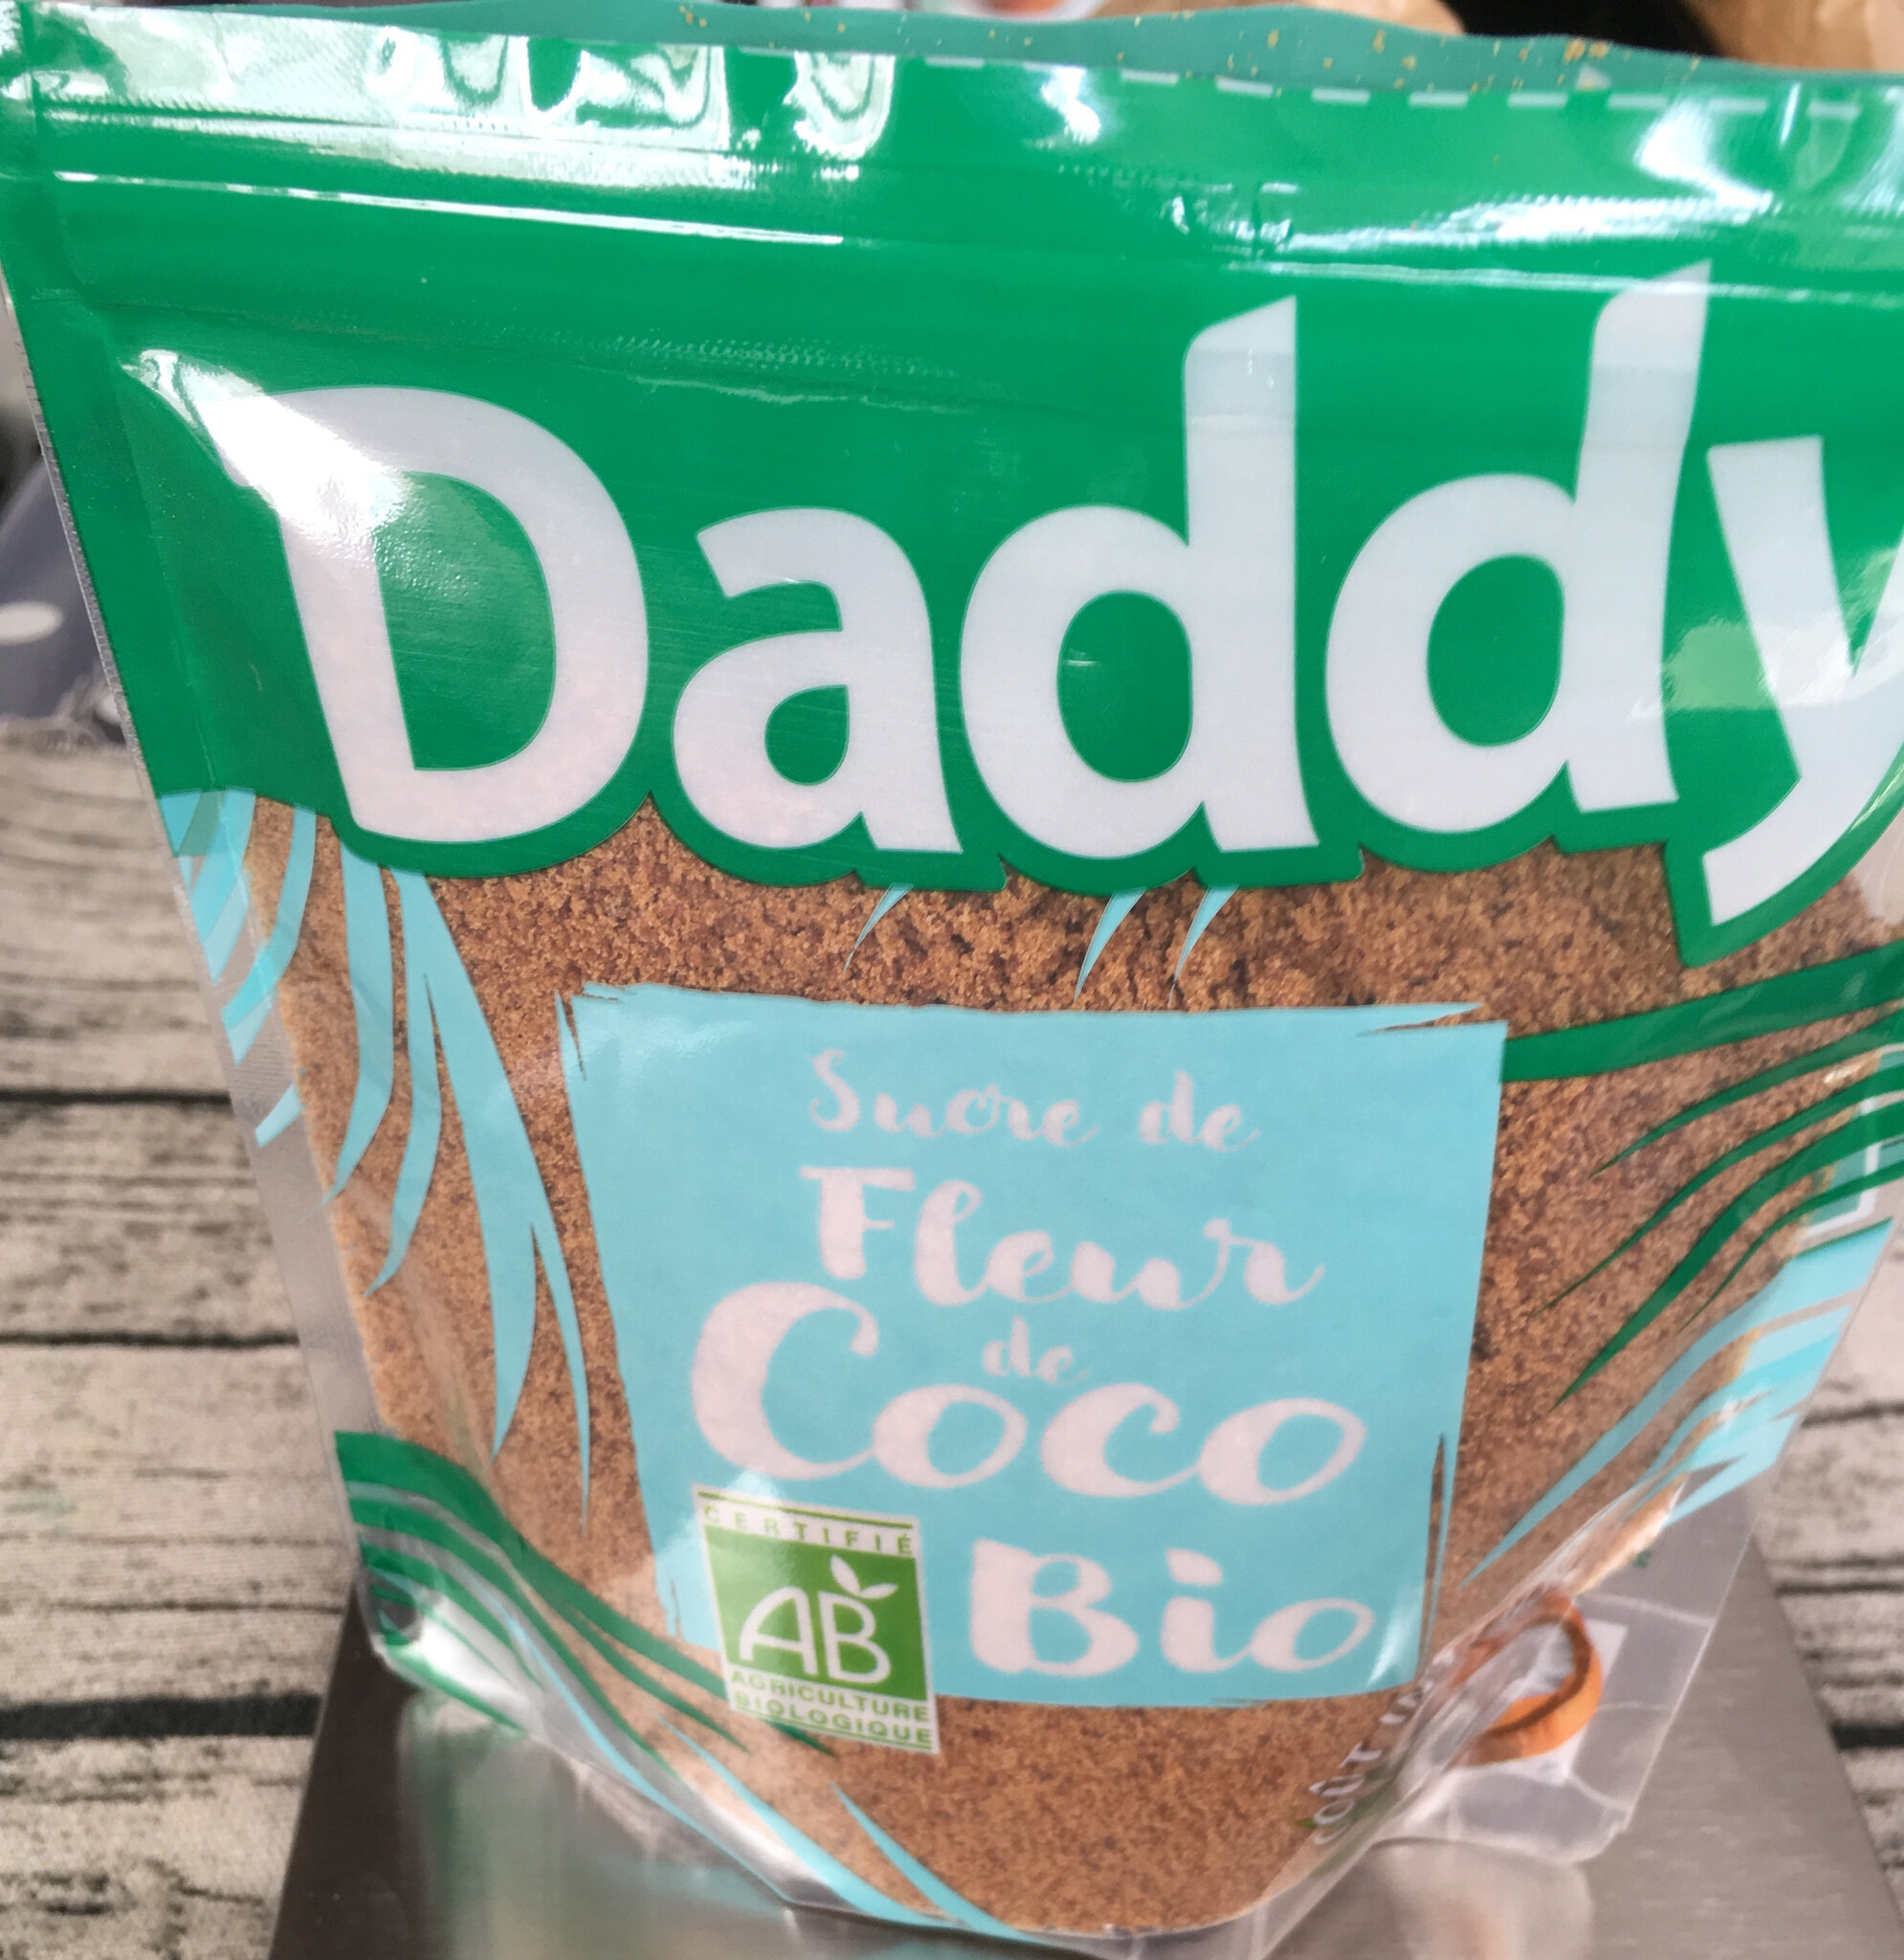 Daddy
Sucre de
Fleur
de
Coco
Bio
CERTIFIÉ
AB
AGRICULTURE
BIOLOGIQUE